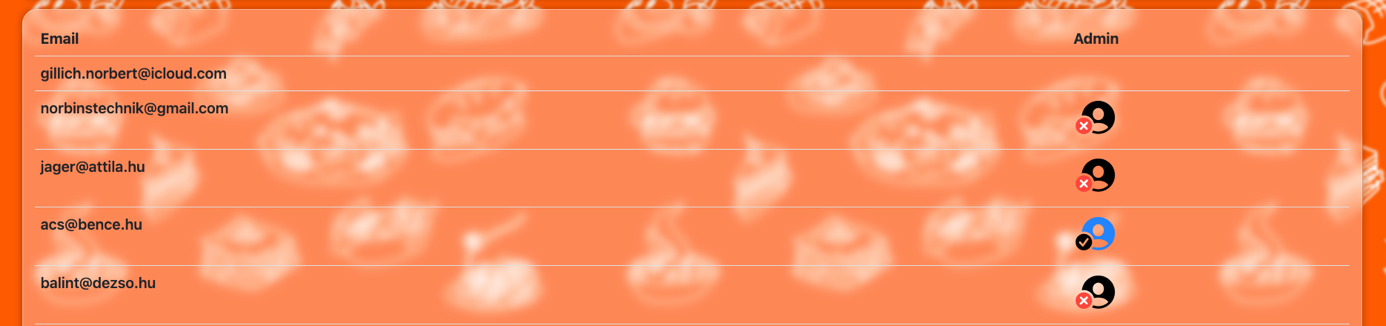 Email Admin
gillich.norbert@icloud.com
norbinstechnik@gmail.com
jager@attila.hu
acs@bence.hu
balint@dezso.hu